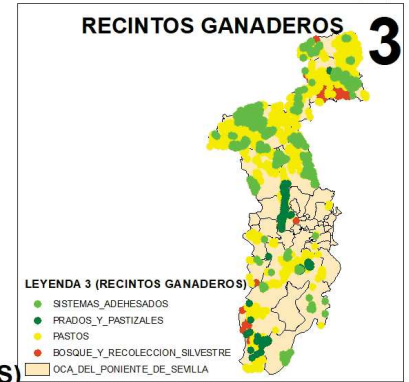 RECINTOS GANADEROS
3
LEYENDA 3 (RECINTOS GANADEROS)
SISTEMAS_ADEHESADOS
PRADOS_Y_PASTIZALES
PASTOS
BOSQUE_Y_RECOLECCION_SILVESTRE
S)
OCA_DEL_PONIENTE_DE_SEVILLA